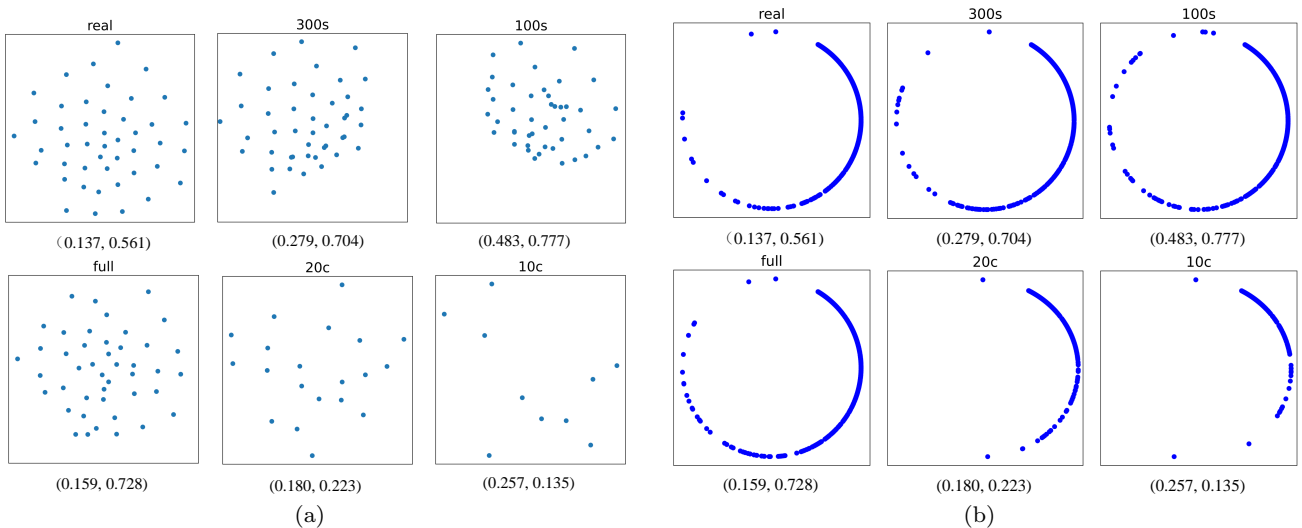 real 300s 100s real 300s 100s
（0.137, 0.561) (0.279, 0.704) (0.483, 0.777) （0.137, 0.561) (0.279, 0.704) (0.483, 0.777)
full 20c 10c full 20c 10c
(0.159, 0.728) (0.180, 0.223) (0.257, 0.135) (0.159, 0.728) (0.180, 0.223) (0.257, 0.135)
(a) (b)